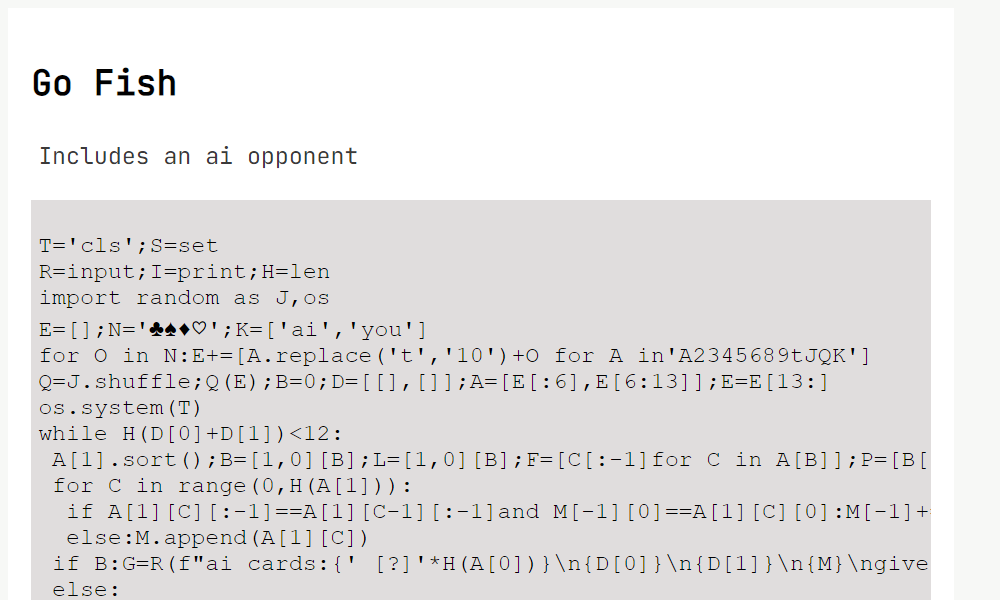 Go Fish
Includes an ai opponent
T='cls';S=set
R=input;I=print;H=len
import random as J,os
E=[];N='♣♠♦♡';K=['ai','you']
for O in N:E+=[A.replace('t','10')+O for A in'A2345689tJQK']
Q=J.shuffle;Q(E);B=0;D=[[],[]];A=[E[:6],E[6:13]];E=E[13:]
os.system(T)
while H(D[0]+D[1])<12:
 A[1].sort();B=[1,0][B];L=[1,0][B];F=[C[:-1]for C in A[B]];P=[B[
 for C in range(0,H(A[1])):
  if A[1][C][:-1]==A[1][C-1][:-1]and M[-1][0]==A[1][C][0]:M[-1]+
  else:M.append(A[1][C])
 if B:G=R(f"ai cards:{' [?]'*H(A[0])}\n{D[0]}\n{D[1]}\n{M}\ngive
 else: